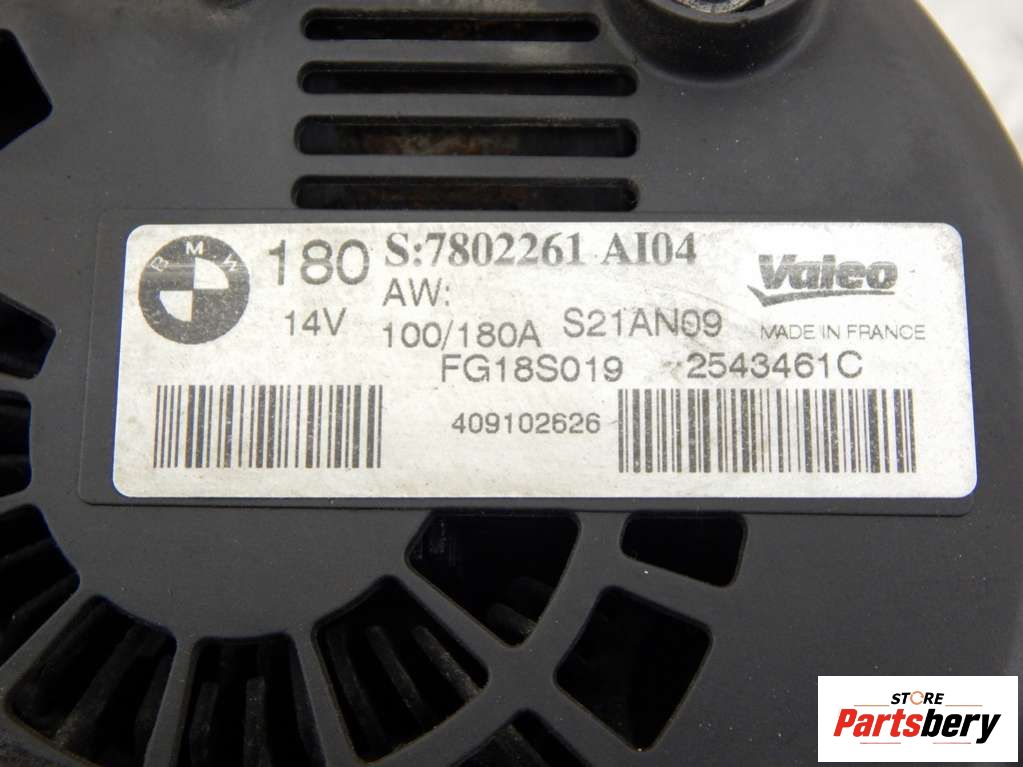 BMW 180 S:7802261 AI04 Valeo
AW:
14V 100/180A S21AN09 MADE IN FRANCE
FG18S019 2543461C
409102626
STORE
Partsbery